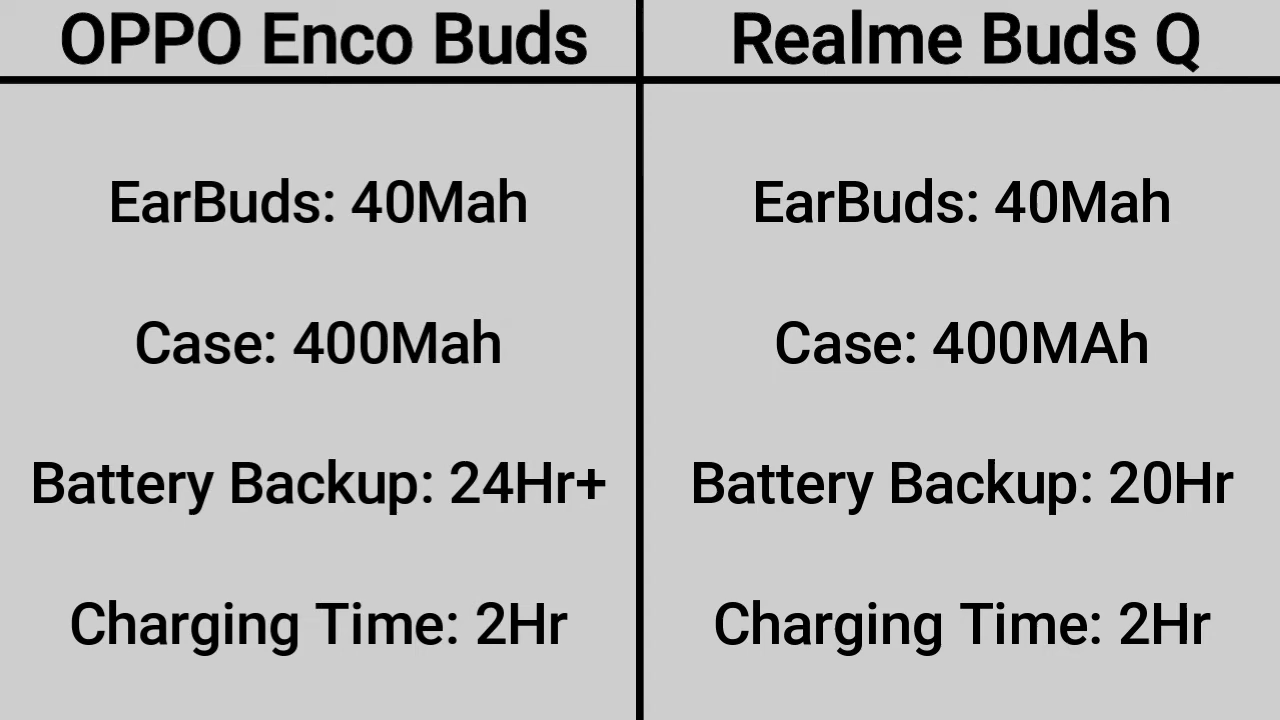 OPPO Enco Buds
Realme Buds Q
EarBuds: 40Mah
EarBuds: 40Mah
Case: 400Mah
Case: 400MAh
Battery Backup: 24Hr+
Battery Backup: 20Hr
Charging Time: 2Hr
Charging Time: 2Hr